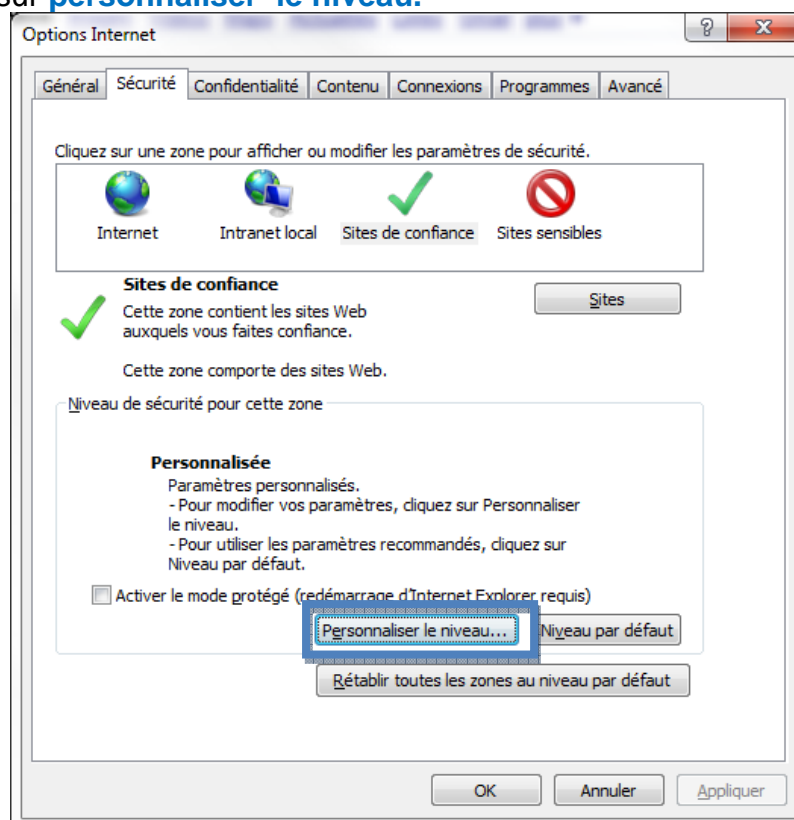 sur personnaliser le niveau.
Options Internet
Général Sécurité Confidentialité Contenu Connexions Programmes Avancé
Cliquez sur une zone pour afficher ou modifier les paramètres de sécurité.
Internet Intranet local Sites de confiance Sites sensibles
Sites de confiance
Sites
Cette zone contient les sites Web
auxquels vous faites confiance.
Cette zone comporte des sites Web.
Niveau de sécurité pour cette zone
Personnalisée
Paramètres personnalisés.
- Pour modifier vos paramètres, cliquez sur Personnaliser
le niveau.
- Pour utiliser les paramètres recommandés, cliquez sur
Niveau par défaut.
Activer le mode protégé (redémarrage d'Internet Explorer requis)
Personnaliser le niveau... Niveau par défaut
Rétablir toutes les zones au niveau par défaut
OK Annuler Appliquer